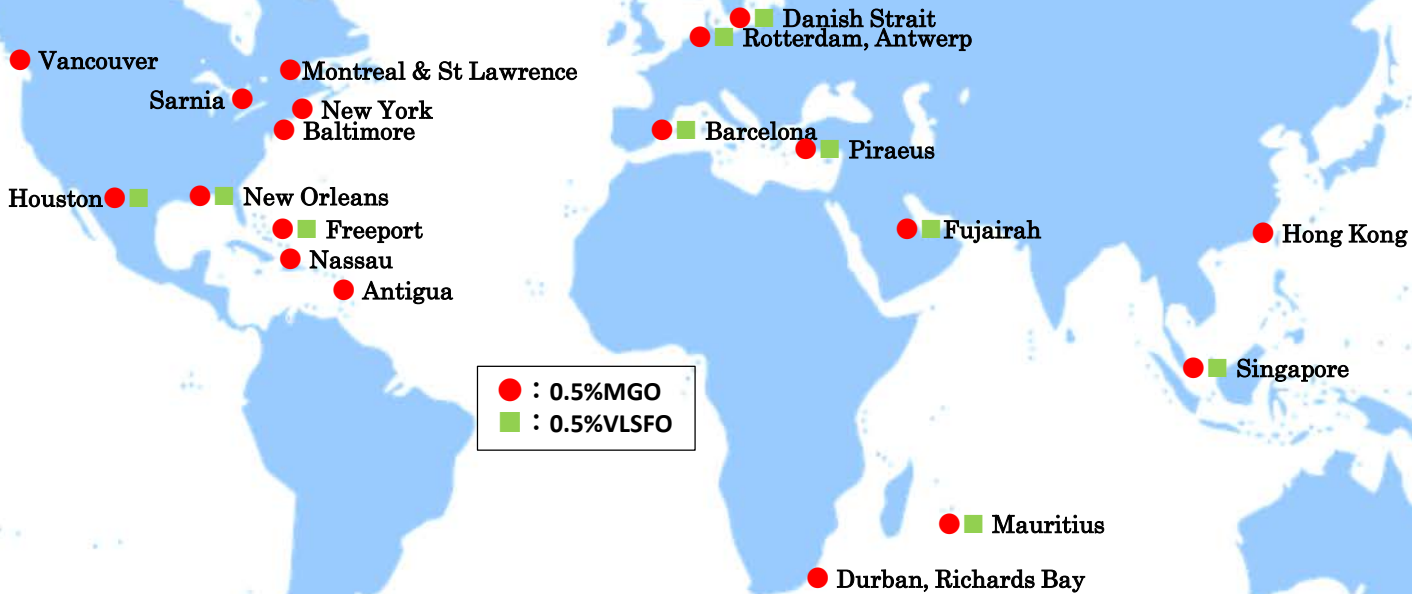 Danish Strait
Rotterdam, Antwerp
Vancouver
Montreal & St Lawrence
Sarnia
New York
Baltimore
Barcelona
Piraeus
Houston
New Orleans
Freeport
Fujairah
Hong Kong
Nassau
Antigua
Singapore
：0.5%MGO
：0.5%VLSFO
Mauritius
Durban, Richards Bay